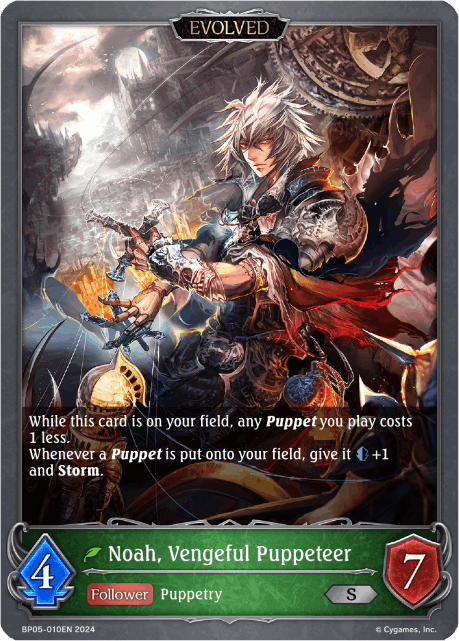 EVOLVED
While this card is on your field, any Puppet you play costs
1 less.
Whenever a Puppet is put onto your field, give it +1
and Storm.
Noah, Vengeful Puppeteer
4
Follower Puppetry
S
7
BP05-010EN 2024
© Cygames, Inc.